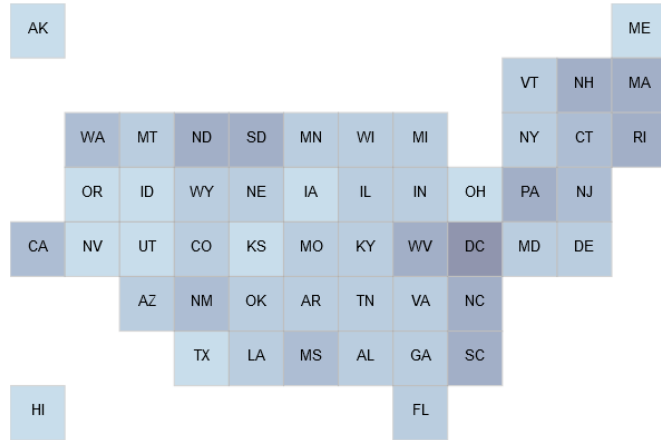 AK ME
VT NH MA
WA MT ND SD MN WI MI NY CT RI
OR ID WY NE IA IL IN OH PA NJ
CA NV UT CO KS MO KY WV DC MD DE
AZ NM OK AR TN VA NC
TX LA MS AL GA SC
HI FL